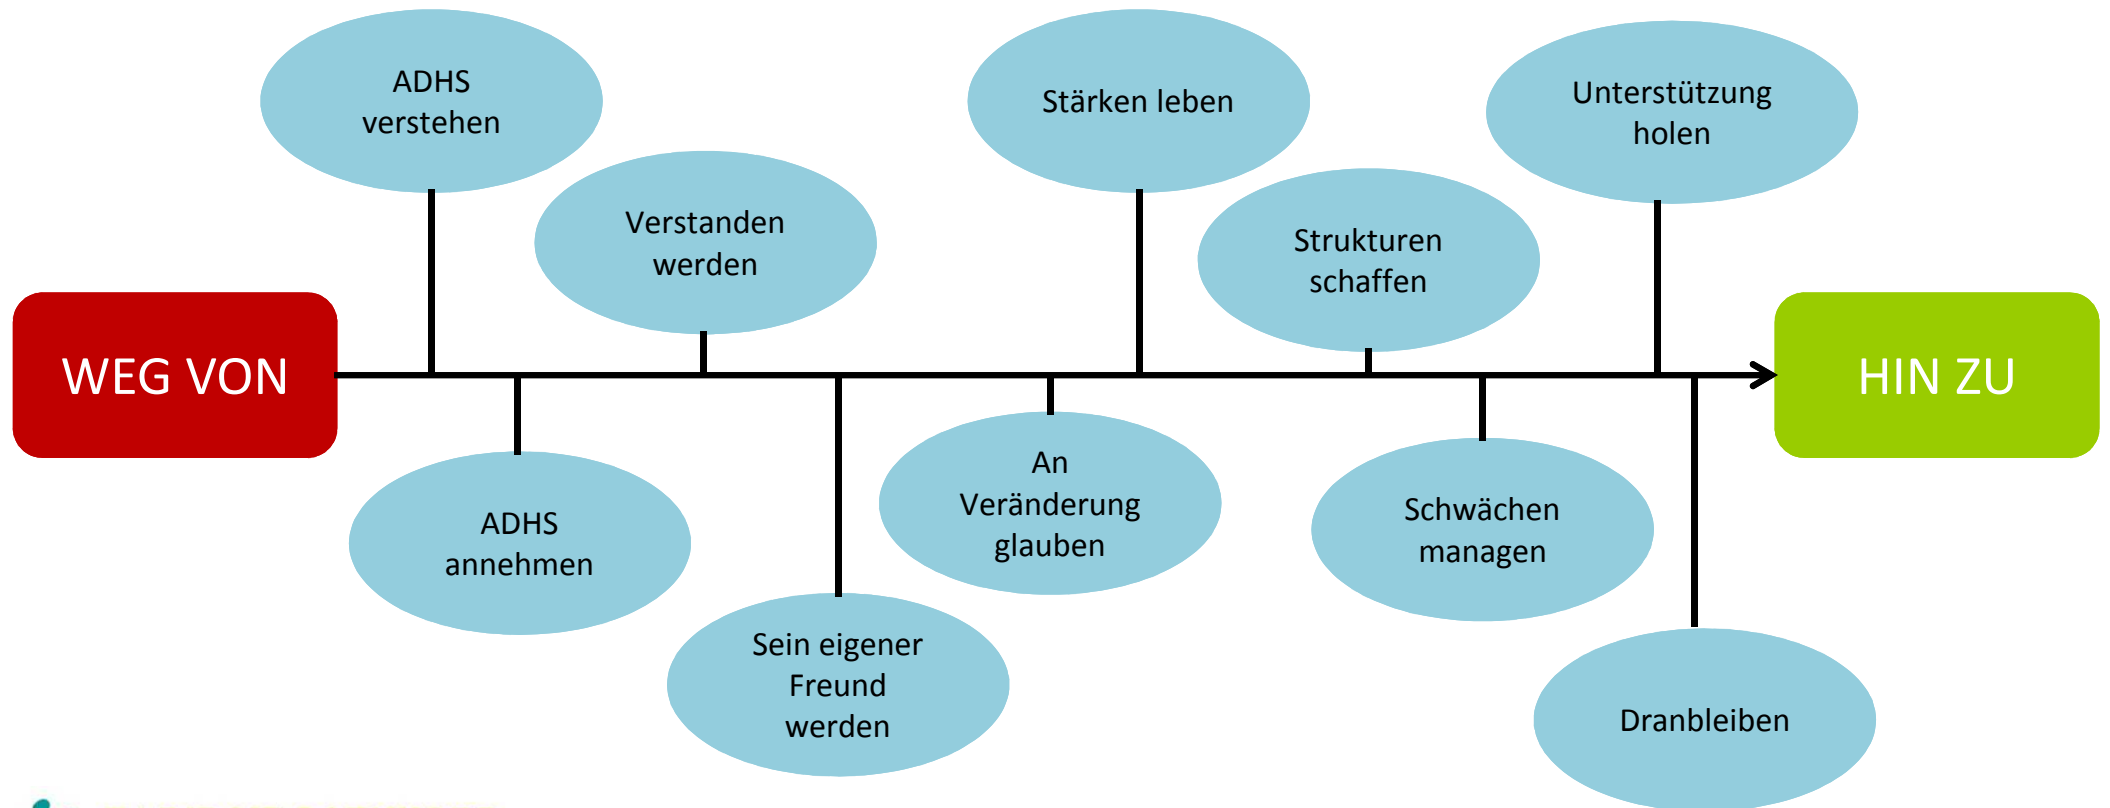 ADHS
verstehen
Stärken leben
Unterstützung
holen
Verstanden
werden
Strukturen
schaffen
WEG VON
HIN ZU
ADHS
annehmen
An
Veränderung
glauben
Schwächen
managen
Sein eigener
Freund
werden
Dranbleiben